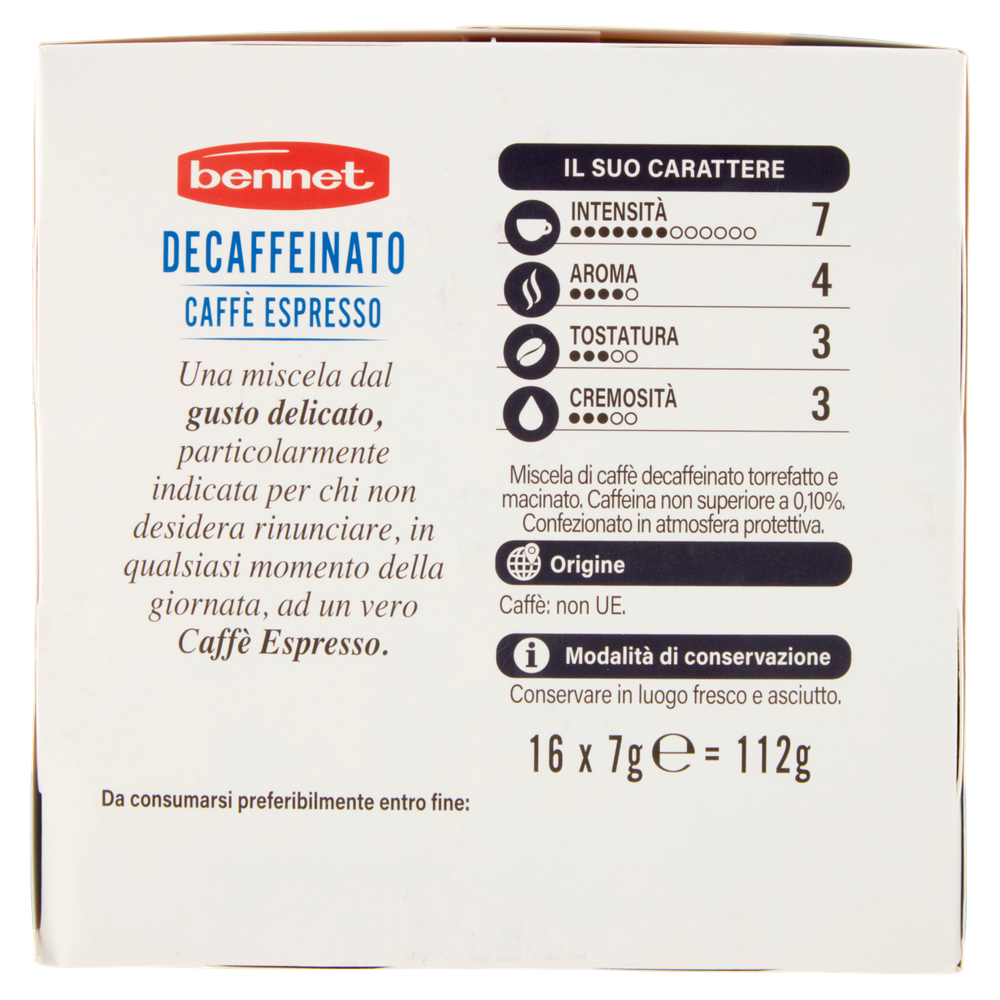 bennet
DECAFFEINATO
CAFFÈ ESPRESSO
Una miscela dal
gusto delicato,
particolarmente
indicata per chi non
desidera rinunciare, in
qualsiasi momento della
giornata, ad un vero
Caffè Espresso.
Da consumarsi preferibilmente entro fine:
IL SUO CARATTERE
INTENSITÀ 7
AROMA 4
TOSTATURA 3
CREMOSITÀ 3
Miscela di caffè decaffeinato torrefatto e
macinato. Caffeina non superiore a 0,10%.
Confezionato in atmosfera protettiva.
Origine
Caffè: non UE.
i Modalità di conservazione
Conservare in luogo fresco e asciutto.
16 x 7g ℮ = 112g